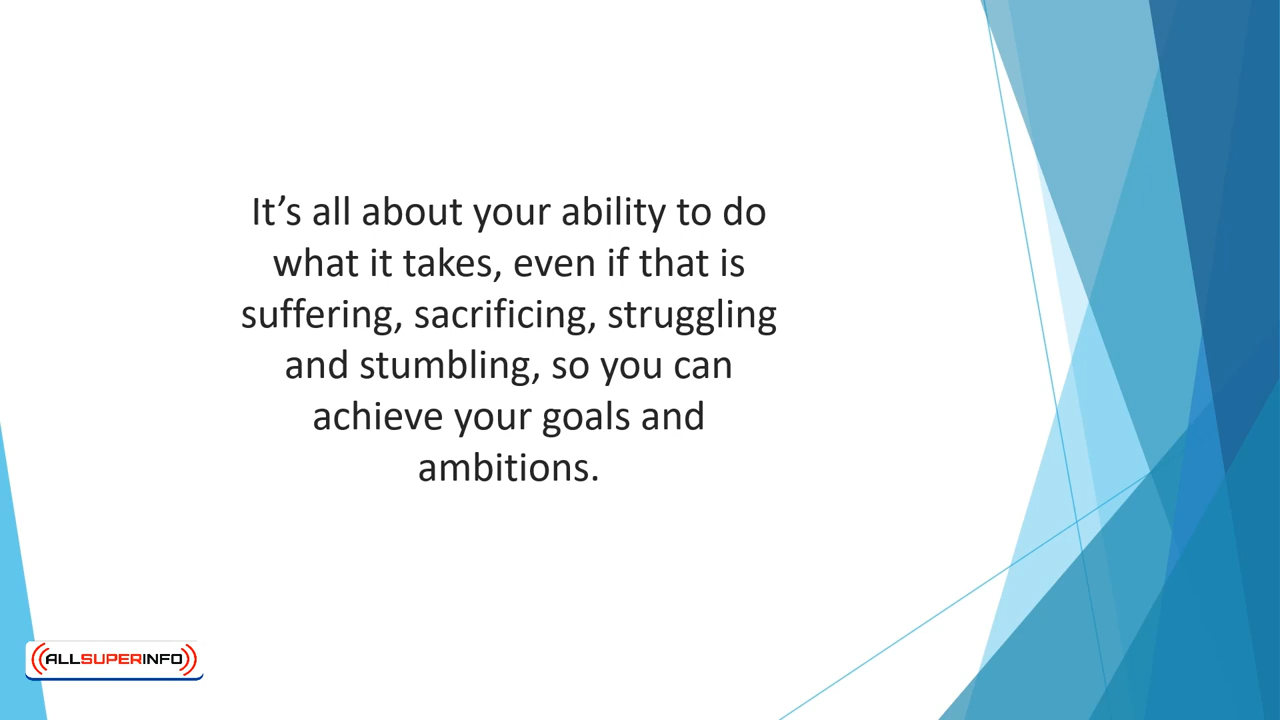 It’s all about your ability to do
what it takes, even if that is
suffering, sacrificing, struggling
and stumbling, so you can
achieve your goals and
ambitions.
ALLSUPERINFO